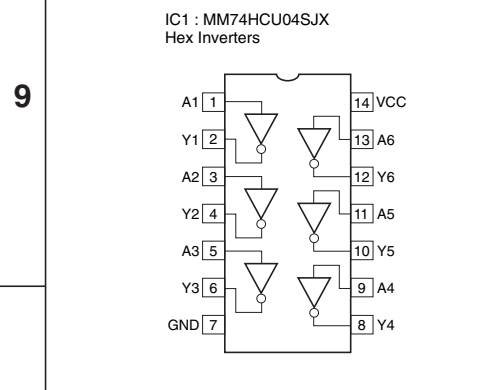 IC1 : MM74HCU04SJX
Hex Inverters
9
A1 1 14 VCC
Y1 2 13 A6
A2 3 12 Y6
Y2 4 11 A5
A3 5 10 Y5
Y3 6 9 A4
GND 7 8 Y4